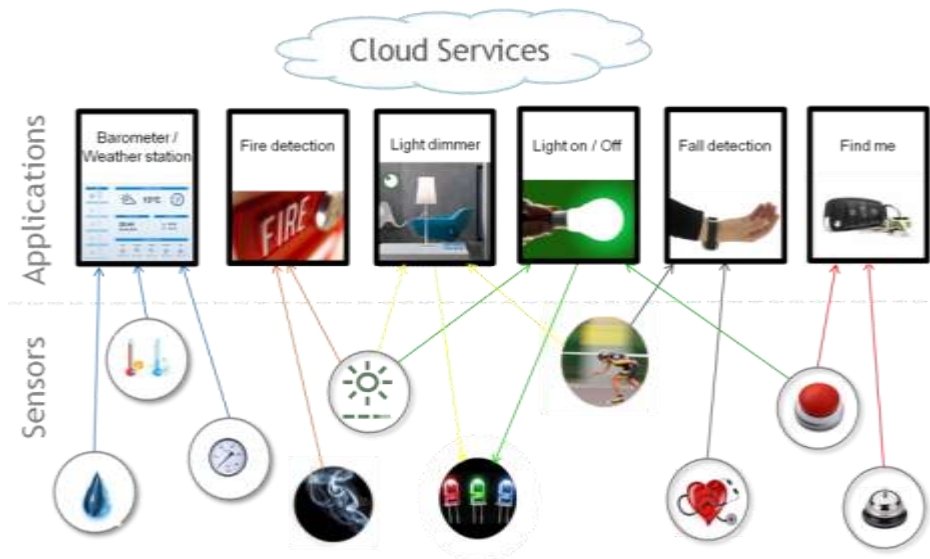 Cloud Services
Applications
Barometer /
Weather station
Fire detection
Light dimmer
Light on / Off
Fall detection
Find me
FIRE
Sensors